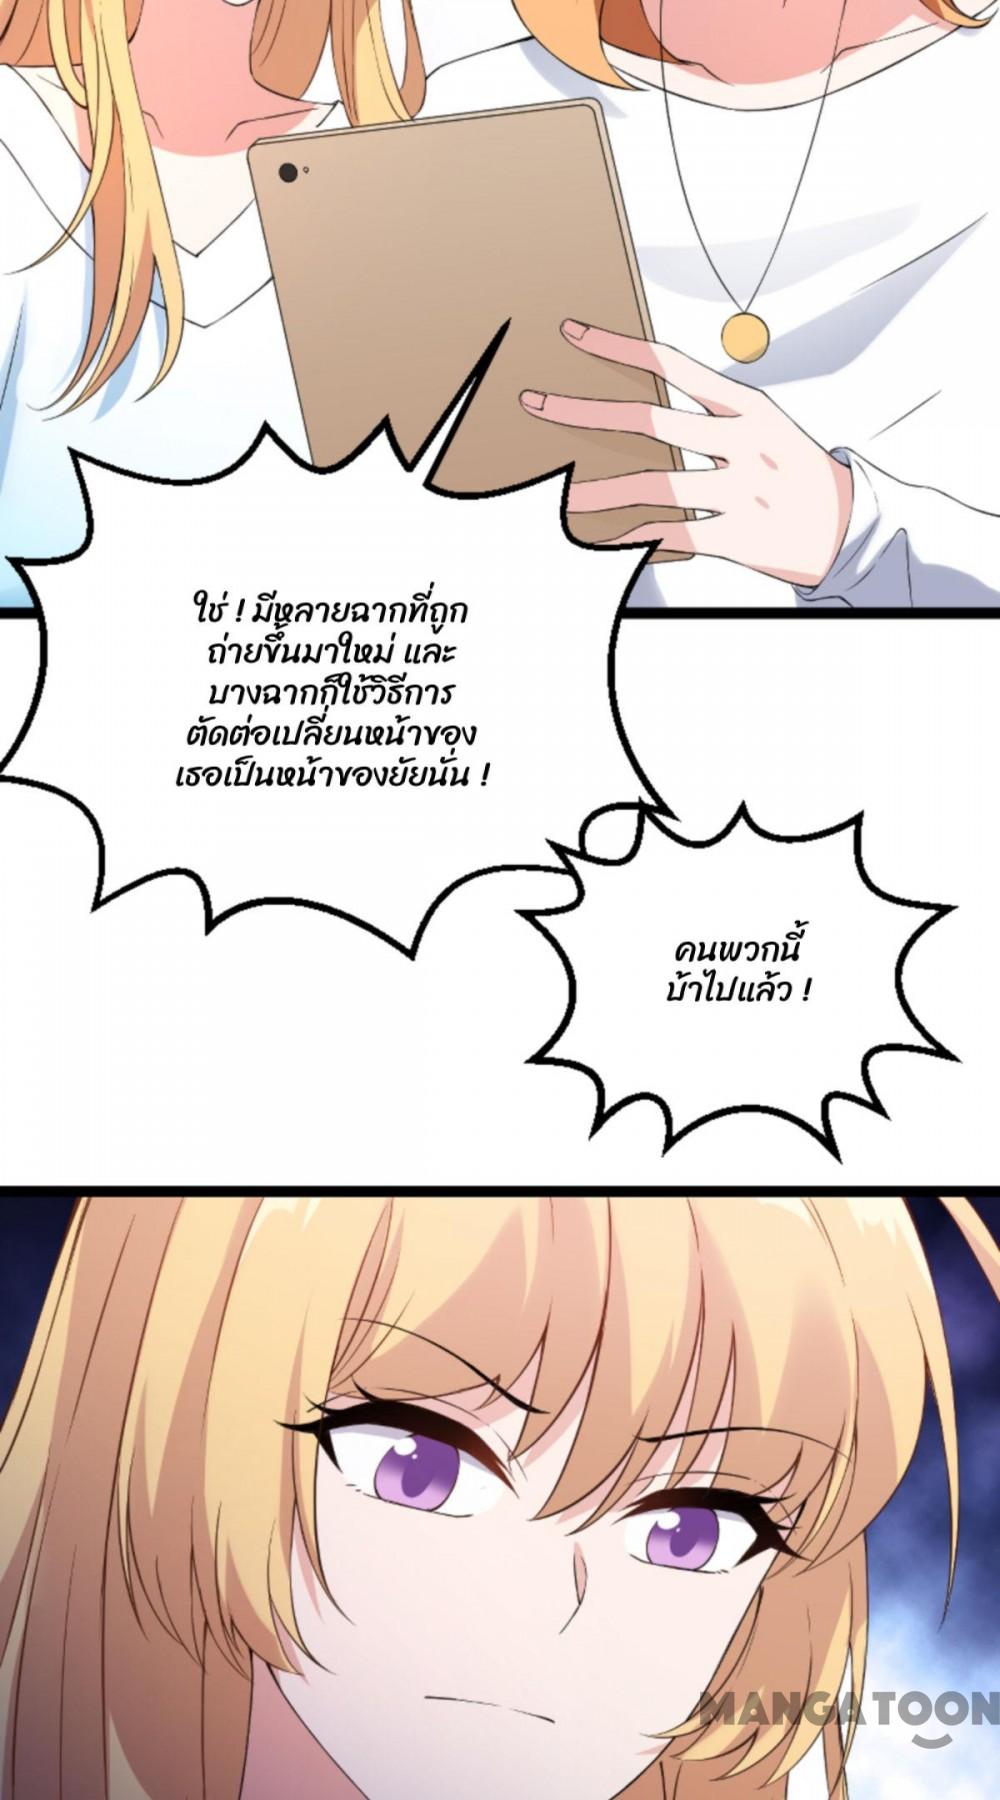 ใช่ ! มีหลายฉากที่ถูก
ถ่ายขึ้นมาใหม่ และ
บางฉากก็ใช้วิธีการ
ตัดต่อเปลี่ยนหน้าของ
เธอเป็นหน้าของยัยนั่น !
คนพวกนี้
บ้าไปแล้ว !
MANGATOON